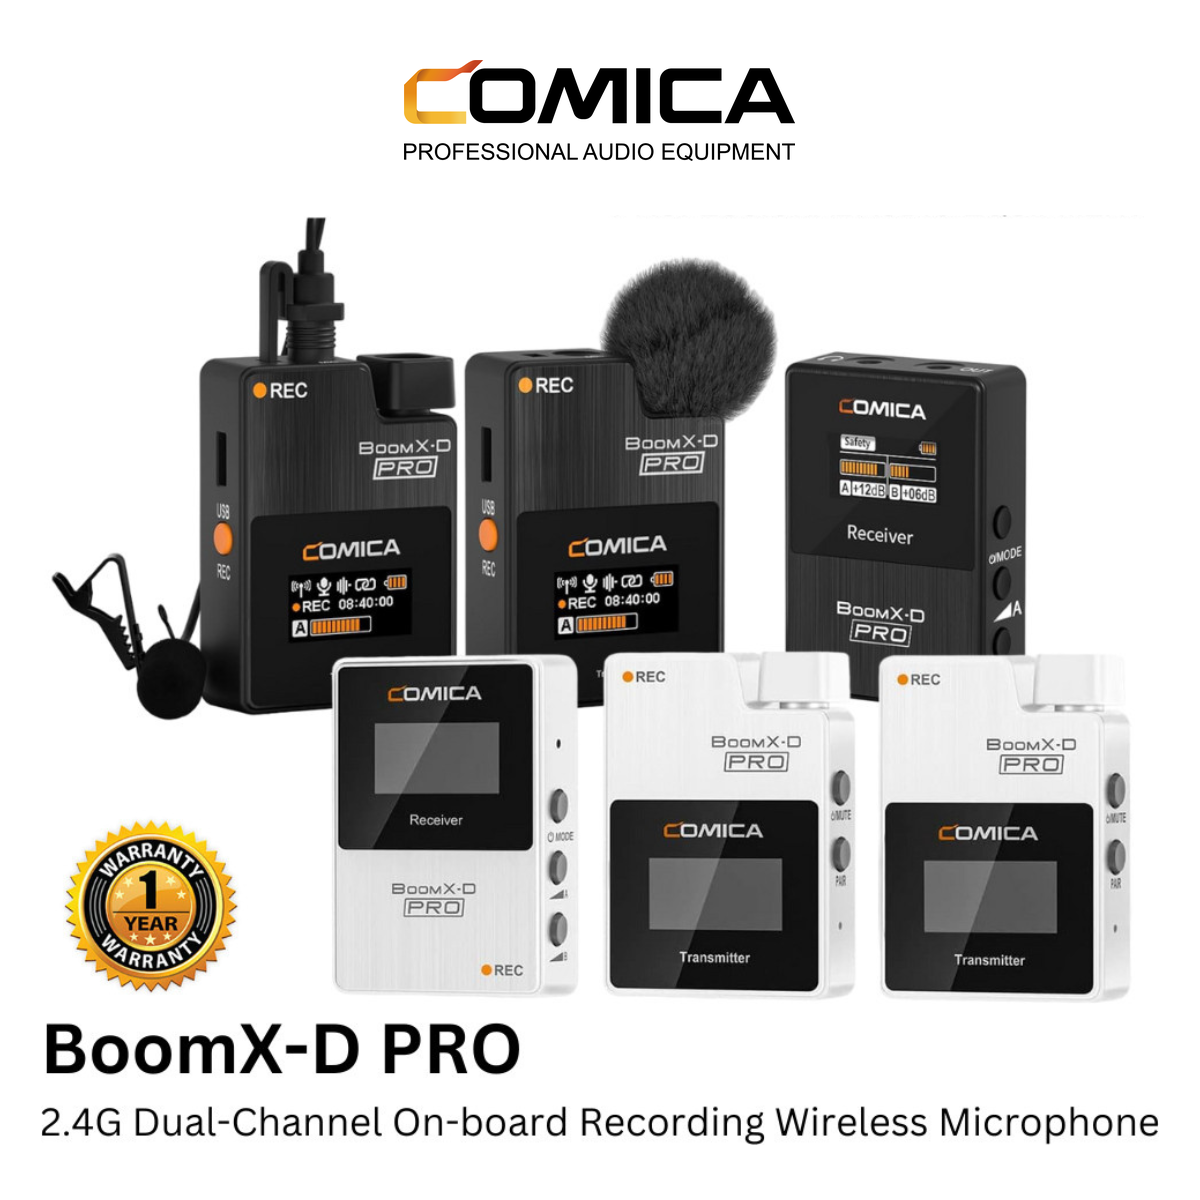 COMICA
PROFESSIONAL AUDIO EQUIPMENT
REC
BOOMX-D
PRO
USB
REC
COMICA
REC 08:40:00
A
REC
BOOMX-D
PRO
USB
REC
COMICA
REC 08:40:00
A
OUT
COMICA
Safety
A +12dB B +06dB
Receiver
MODE
A
BOOMX-D
PRO
COMICA
Receiver
MODE
A
B
BOOMX-D
PRO
REC
REC
BOOMX-D
PRO
/MUTE
PAIR
COMICA
Transmitter
REC
BOOMX-D
PRO
/MUTE
PAIR
COMICA
Transmitter
WARRANTY
1
YEAR
WARRANTY
BoomX-D PRO
2.4G Dual-Channel On-board Recording Wireless Microphone